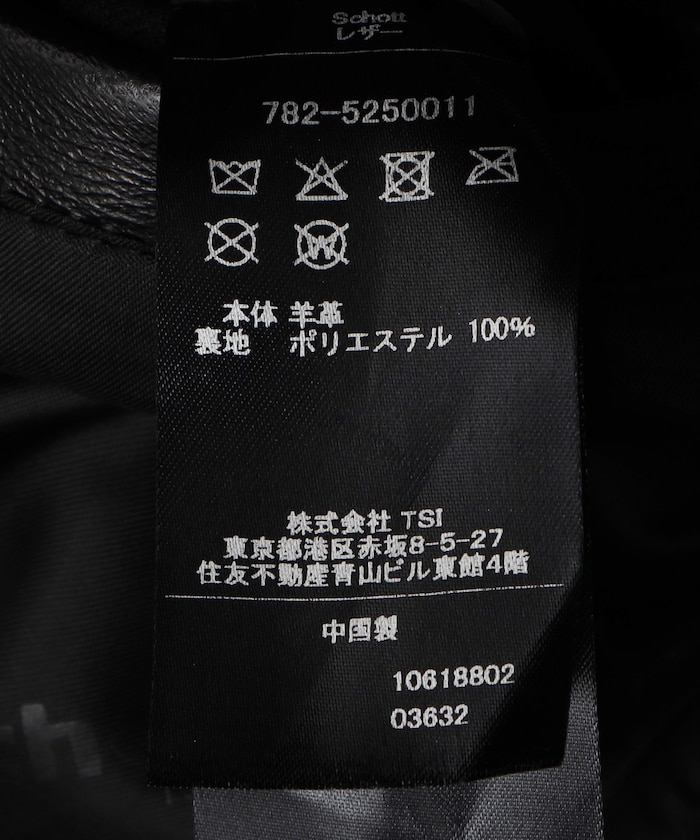 Schott
レザー
782-5250011
本体 羊革
裏地 ポリエステル 100%
株式会社 TSI
東京都港区赤坂8-5-27
住友不動産青山ビル東館4階
中国製
10618802
03632